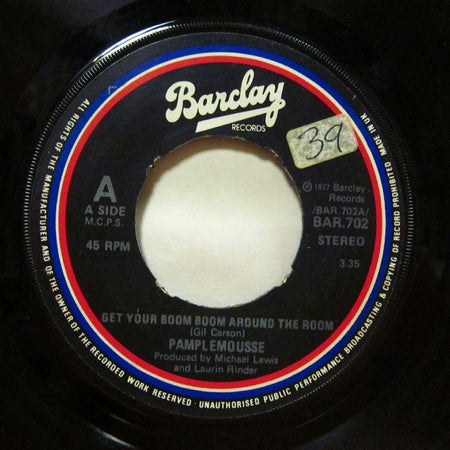 Barclay
RECORDS
39
A
A SIDE
M.C.P.S.
45 RPM
℗ 1977 Barclay
Records
/BAR.702A/
BAR.702
STEREO
3.35
GET YOUR BOOM BOOM AROUND THE ROOM
(Gil Carson)
PAMPLEMOUSSE
Produced by Michael Lewis
and Laurin Rinder
ALL RIGHTS OF THE MANUFACTURER AND OF THE OWNER OF THE RECORDED WORK RESERVED · UNAUTHORISED PUBLIC PERFORMANCE BROADCASTING & COPYING OF RECORD PROHIBITED MADE IN UK